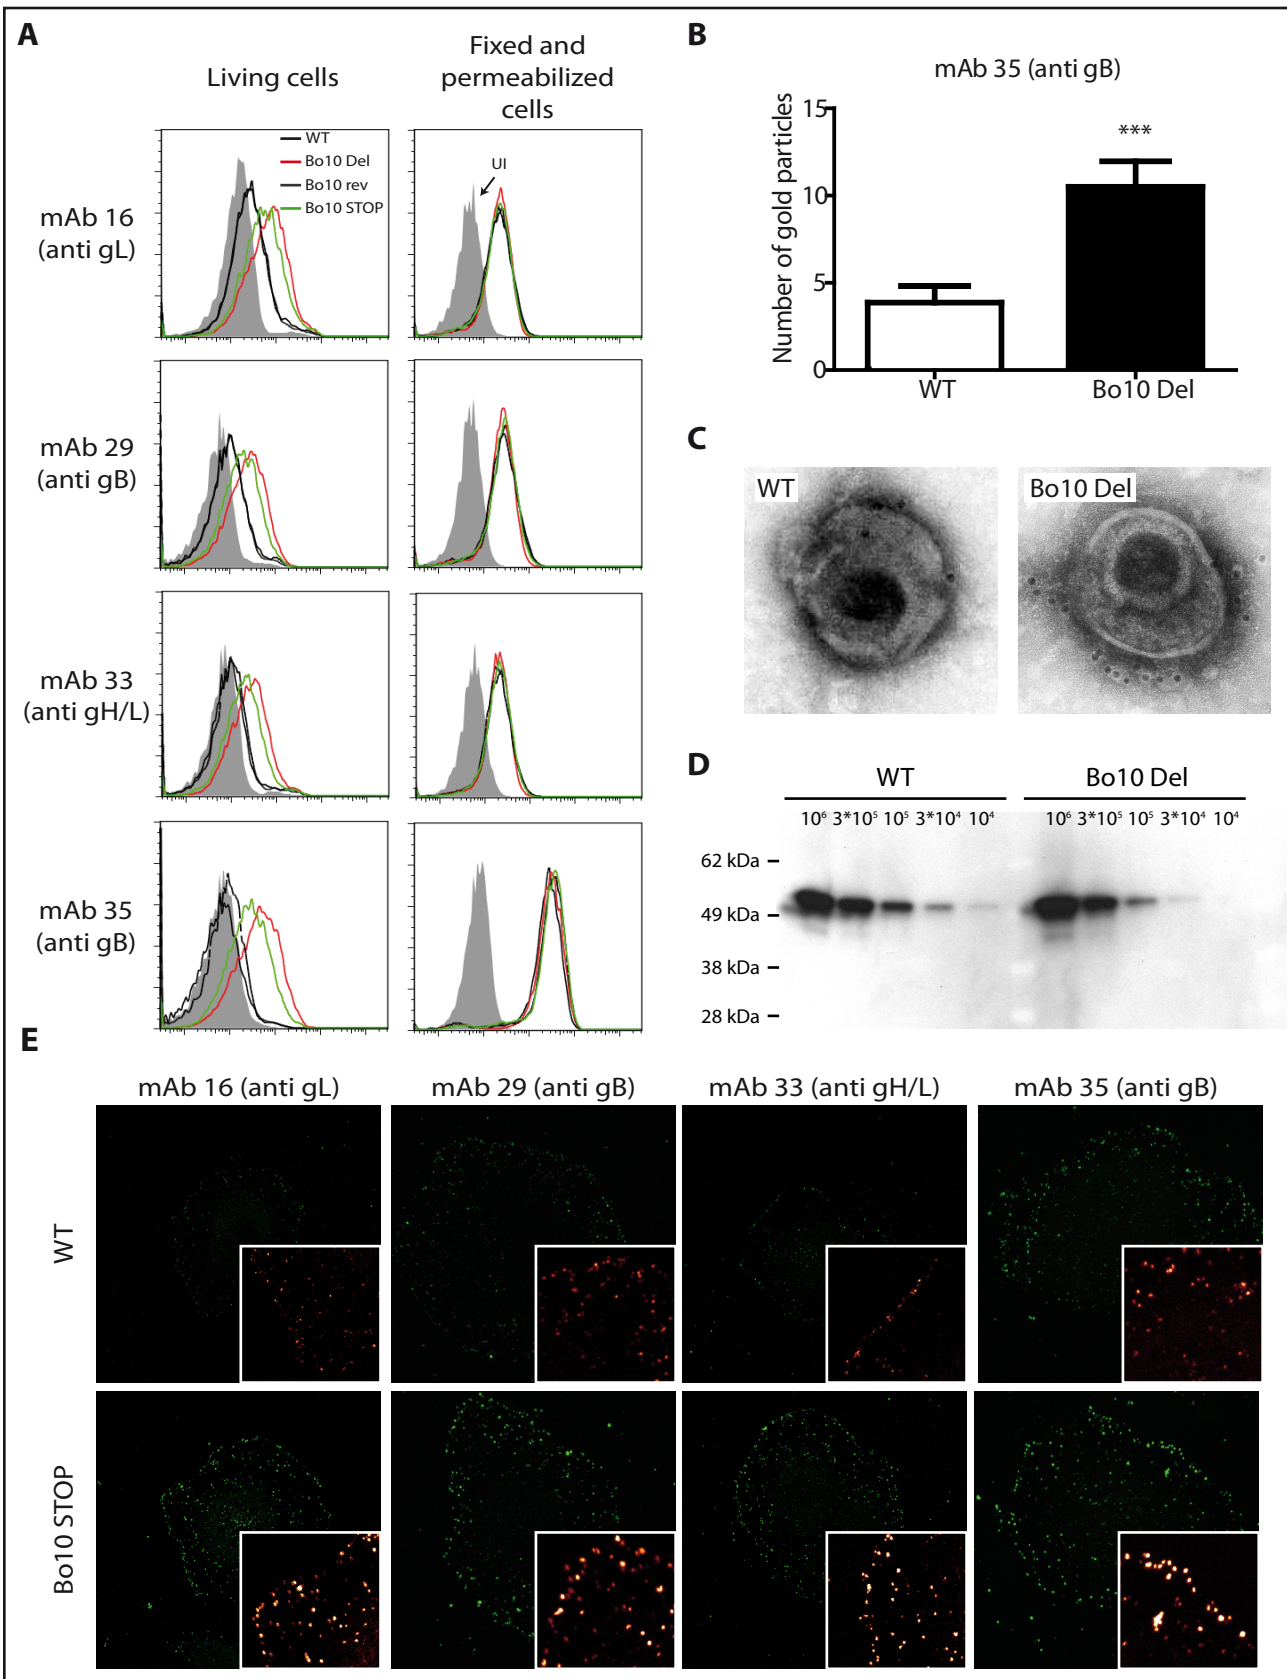 A
Living cells
Fixed and
permeabilized
cells
WT
Bo10 Del
Bo10 rev
Bo10 STOP
UI
mAb 16
(anti gL)
mAb 29
(anti gB)
mAb 33
(anti gH/L)
mAb 35
(anti gB)
B
mAb 35 (anti gB)
Number of gold particles
15
10
5
0
***
WT
Bo10 Del
C
WT
Bo10 Del
D
WT
Bo10 Del
10⁶ 3*10⁵ 10⁵ 3*10⁴ 10⁴
10⁶ 3*10⁵ 10⁵ 3*10⁴ 10⁴
62 kDa
49 kDa
38 kDa
28 kDa
E
mAb 16 (anti gL)
mAb 29 (anti gB)
mAb 33 (anti gH/L)
mAb 35 (anti gB)
WT
Bo10 STOP